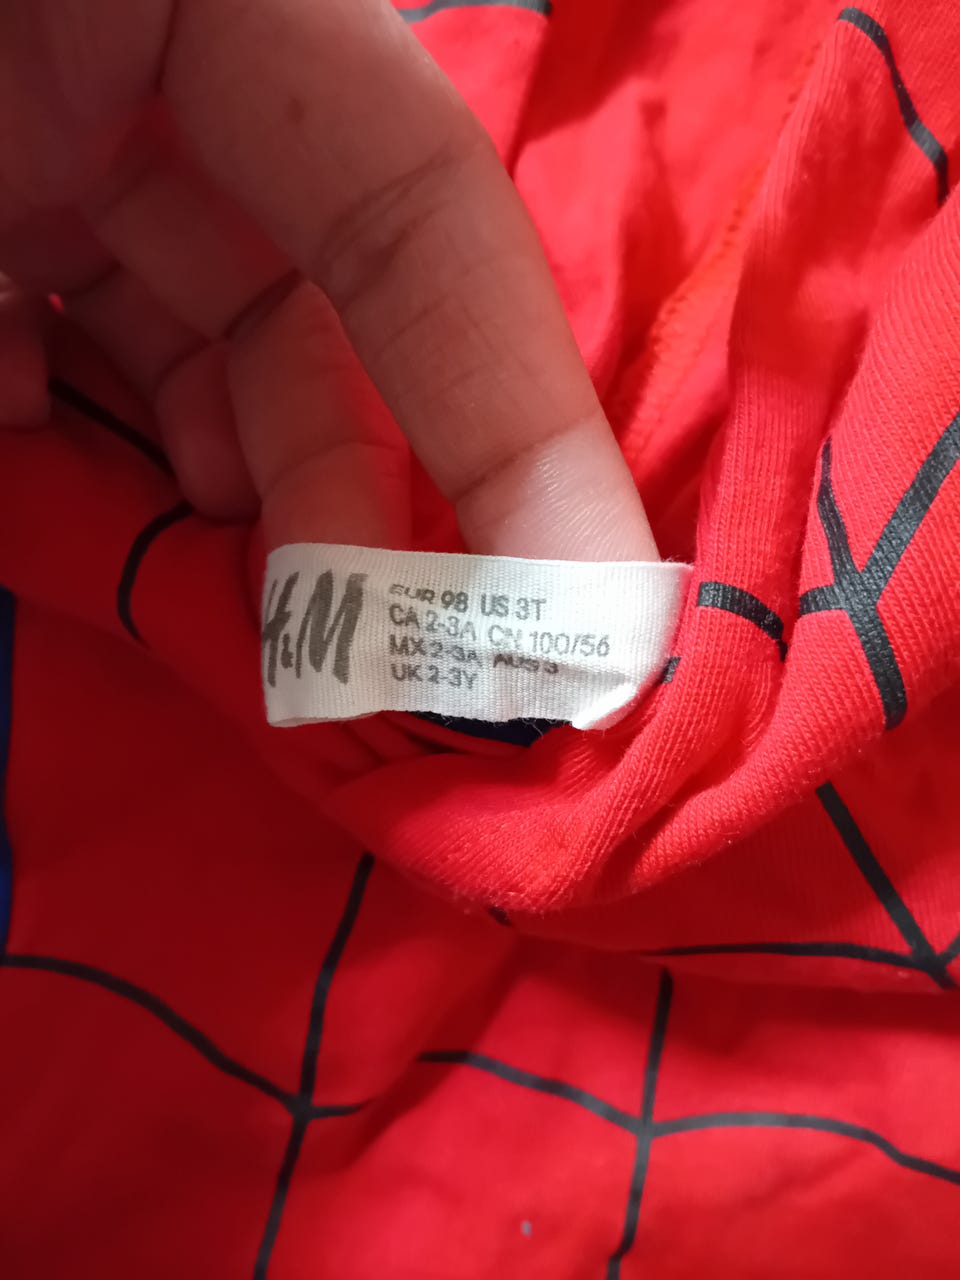 H&M
EUR 98 US 3T
CA 2-3A CN 100/56
MX 2-3A AUS 3
UK 2-3Y